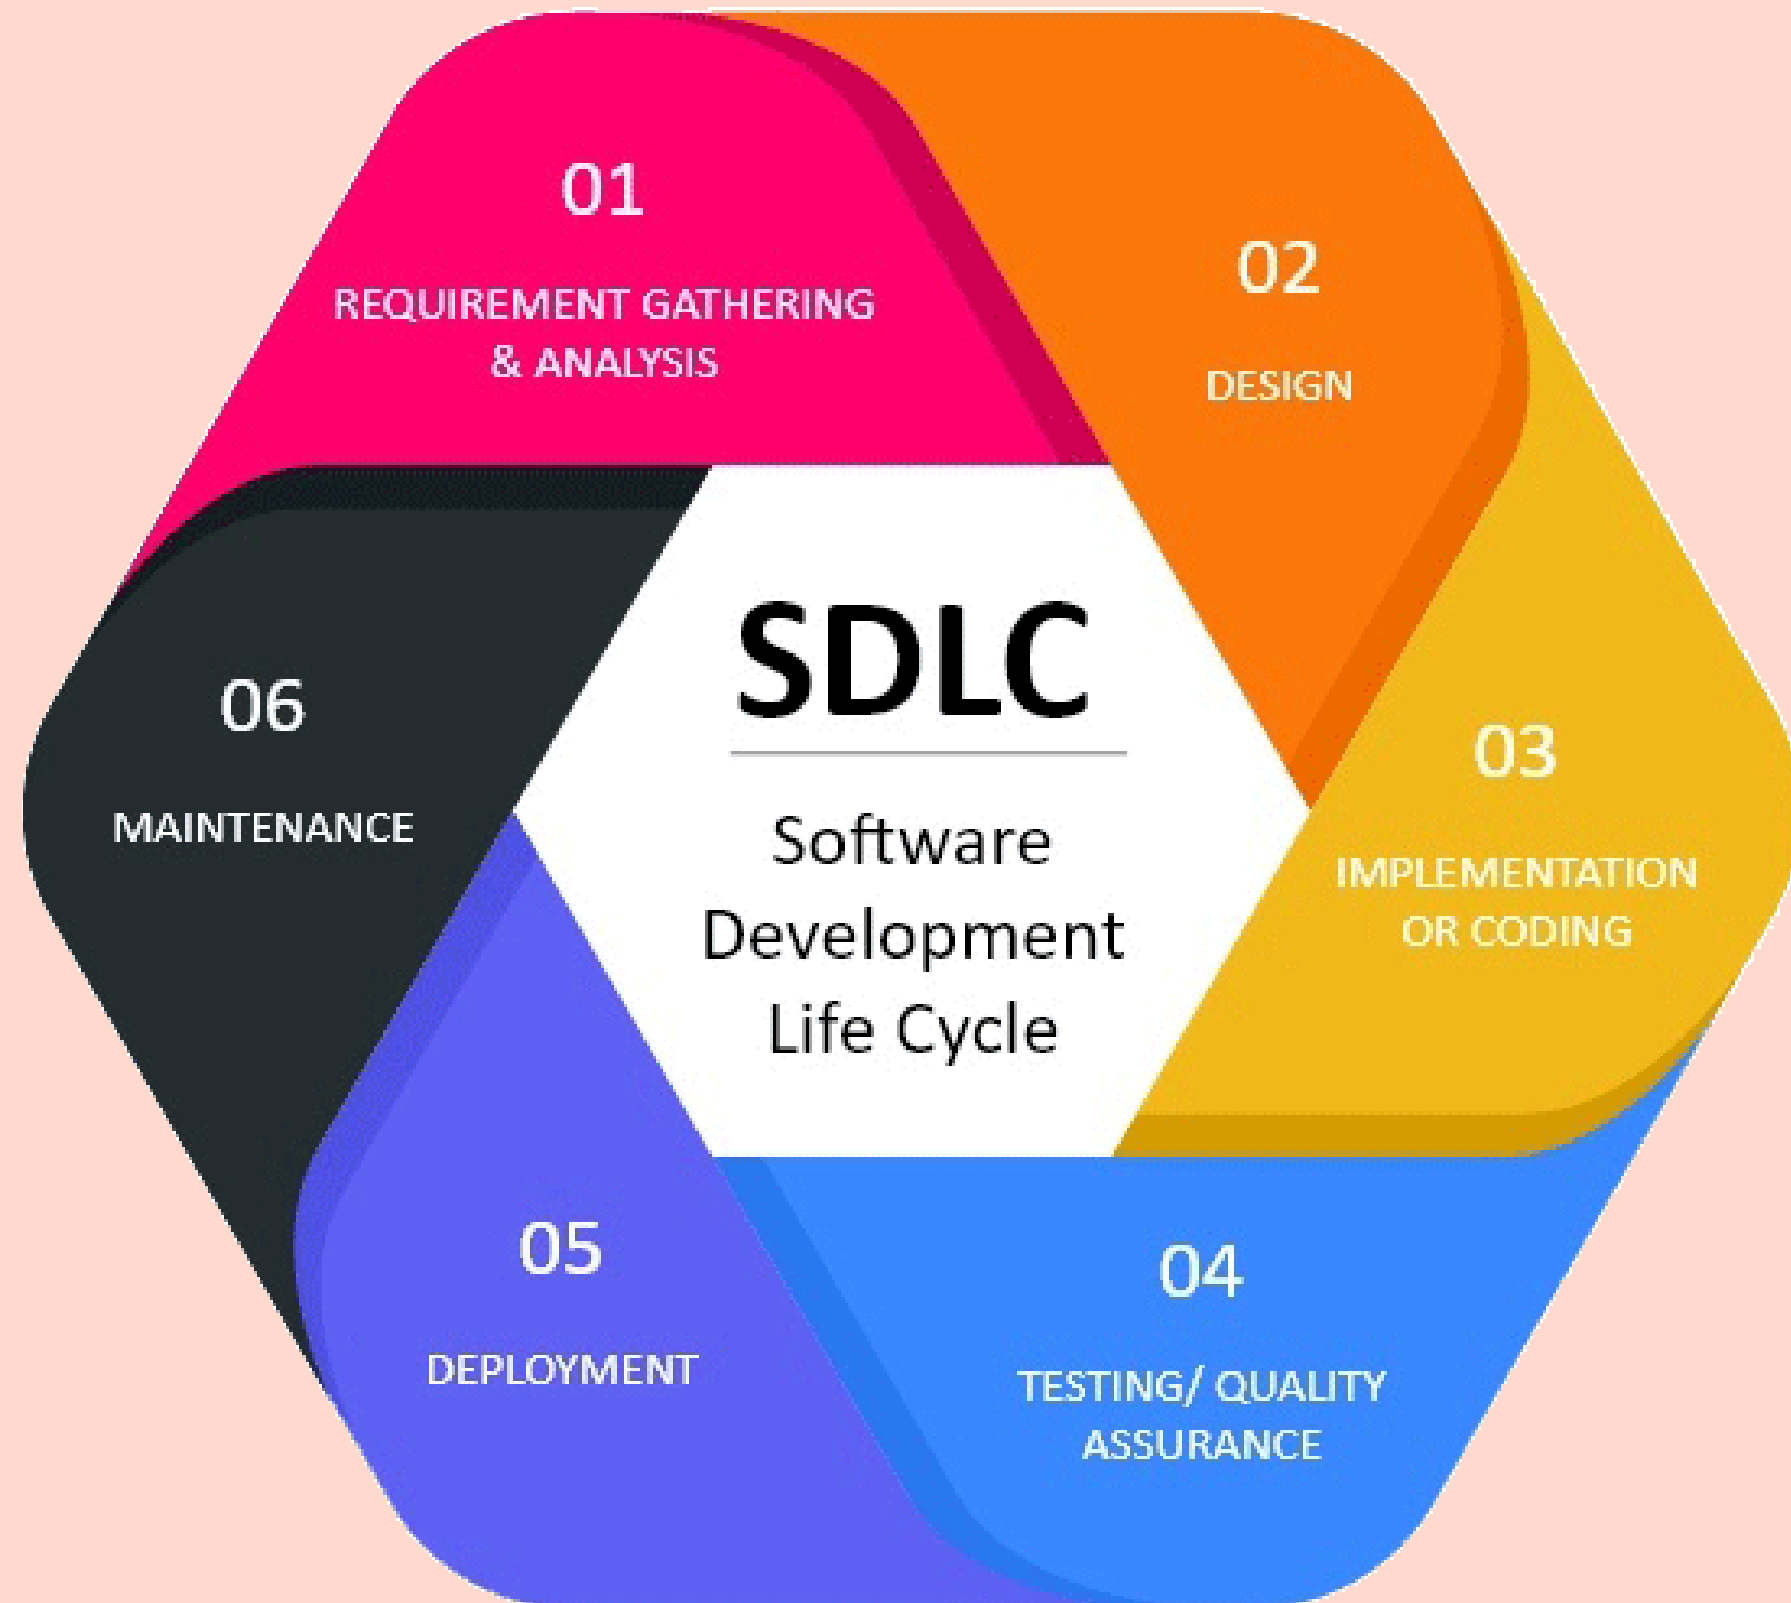 01
REQUIREMENT GATHERING
& ANALYSIS
02
DESIGN
03
IMPLEMENTATION
OR CODING
04
TESTING/ QUALITY
ASSURANCE
05
DEPLOYMENT
06
MAINTENANCE
SDLC
Software
Development
Life Cycle